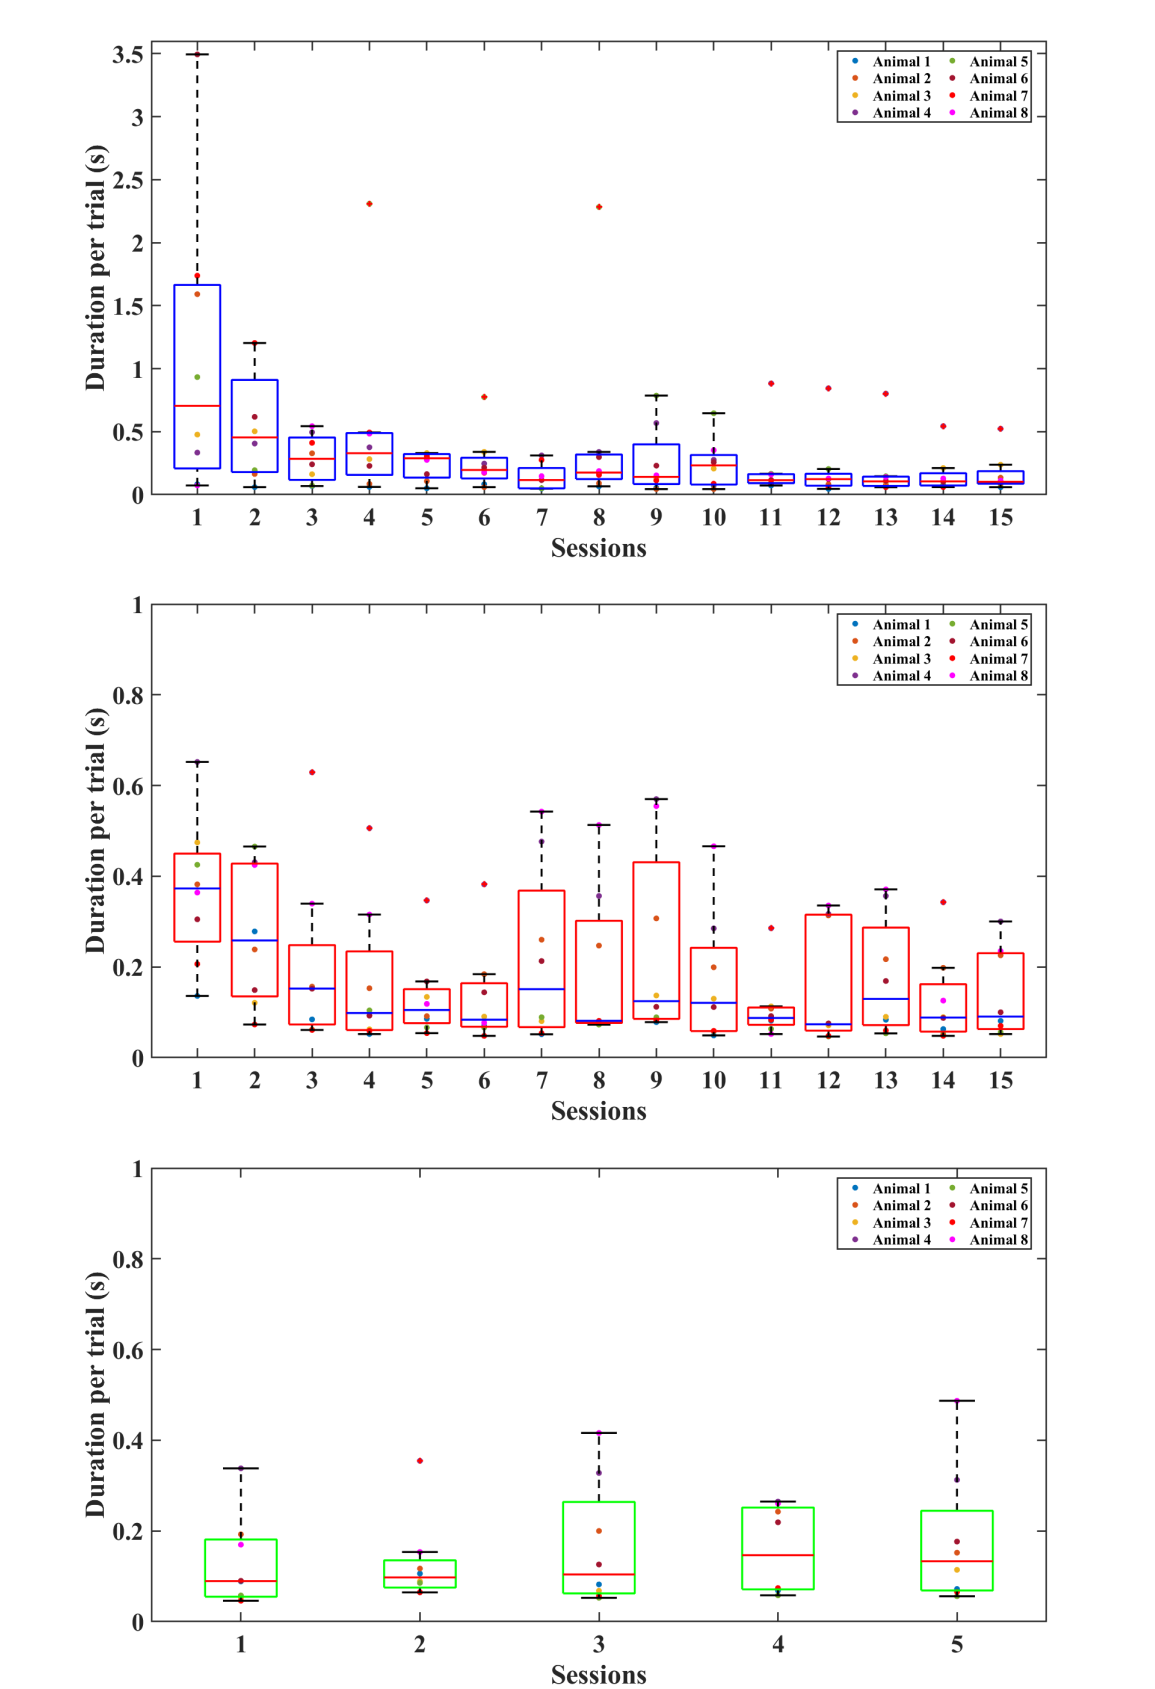 Duration per trial (s)
3.5
3
2.5
2
1.5
1
0.5
0
Animal 1 Animal 5
Animal 2 Animal 6
Animal 3 Animal 7
Animal 4 Animal 8
1 2 3 4 5 6 7 8 9 10 11 12 13 14 15
Sessions
Duration per trial (s)
1
0.8
0.6
0.4
0.2
0
Animal 1 Animal 5
Animal 2 Animal 6
Animal 3 Animal 7
Animal 4 Animal 8
1 2 3 4 5 6 7 8 9 10 11 12 13 14 15
Sessions
Duration per trial (s)
1
0.8
0.6
0.4
0.2
0
Animal 1 Animal 5
Animal 2 Animal 6
Animal 3 Animal 7
Animal 4 Animal 8
1 2 3 4 5
Sessions